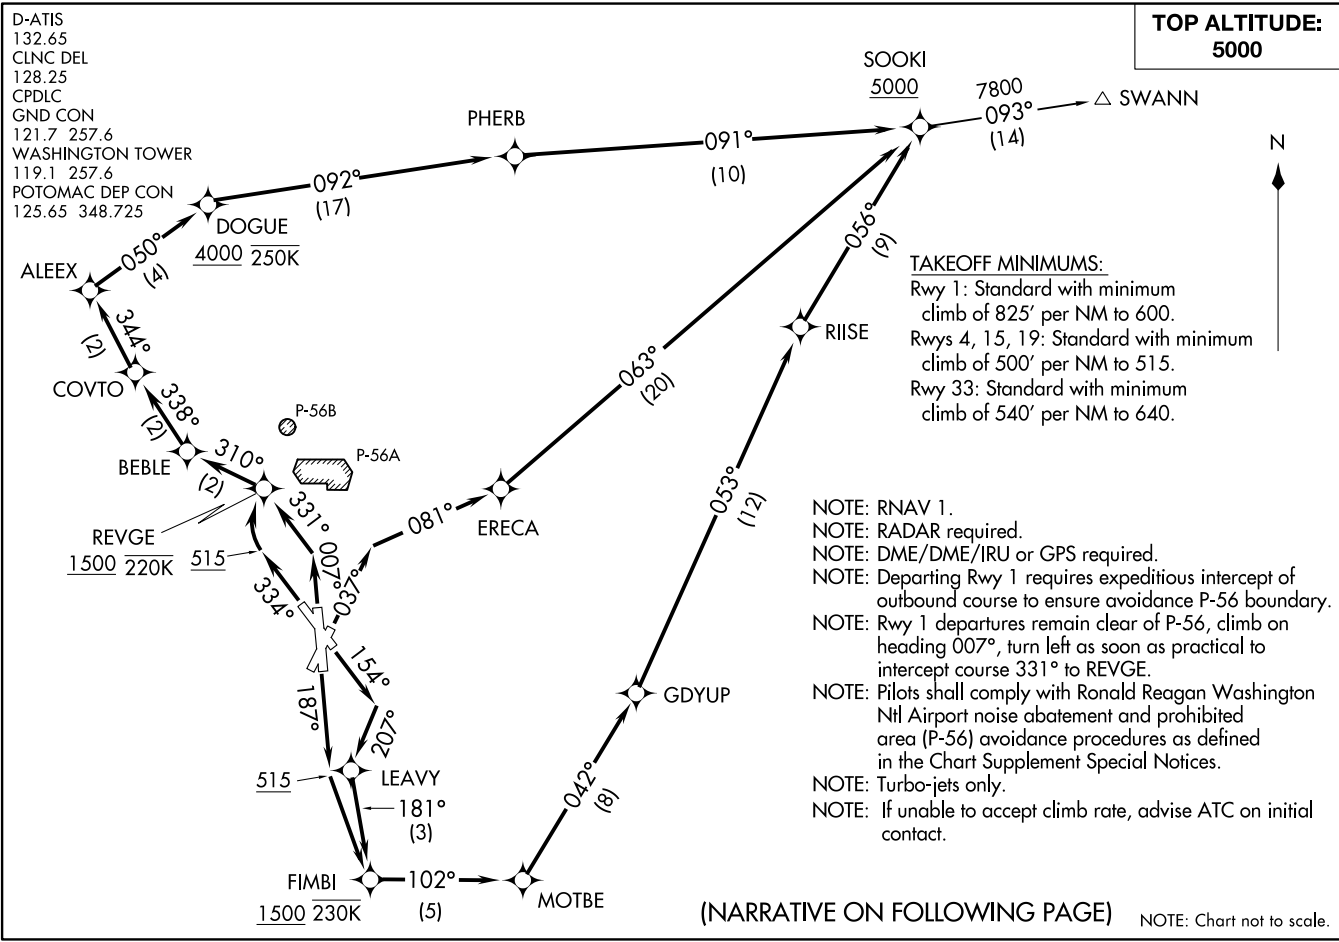 D-ATIS
132.65
CLNC DEL
128.25
CPDLC
GND CON
121.7 257.6
WASHINGTON TOWER
119.1 257.6
POTOMAC DEP CON
125.65 348.725
TOP ALTITUDE:
5000
SOOKI
5000
7800
093°
(14)
SWANN
N
PHERB
091°
(10)
092°
(17)
DOGUE
4000 250K
050°
(4)
ALEEX
344°
(2)
COVTO
338°
(2)
BEBLE
310°
(2)
P-56B
P-56A
REVGE
1500 220K
515
331°
007°
334°
037°
081°
ERECA
063°
(20)
056°
(9)
RIISE
053°
(12)
GDYUP
042°
(8)
154°
207°
187°
515
LEAVY
181°
(3)
FIMBI
1500 230K
102°
(5)
MOTBE
TAKEOFF MINIMUMS:
Rwy 1: Standard with minimum
climb of 825' per NM to 600.
Rwys 4, 15, 19: Standard with minimum
climb of 500' per NM to 515.
Rwy 33: Standard with minimum
climb of 540' per NM to 640.
NOTE: RNAV 1.
NOTE: RADAR required.
NOTE: DME/DME/IRU or GPS required.
NOTE: Departing Rwy 1 requires expeditious intercept of
outbound course to ensure avoidance P-56 boundary.
NOTE: Rwy 1 departures remain clear of P-56, climb on
heading 007°, turn left as soon as practical to
intercept course 331° to REVGE.
NOTE: Pilots shall comply with Ronald Reagan Washington
Ntl Airport noise abatement and prohibited
area (P-56) avoidance procedures as defined
in the Chart Supplement Special Notices.
NOTE: Turbo-jets only.
NOTE: If unable to accept climb rate, advise ATC on initial
contact.
(NARRATIVE ON FOLLOWING PAGE)
NOTE: Chart not to scale.